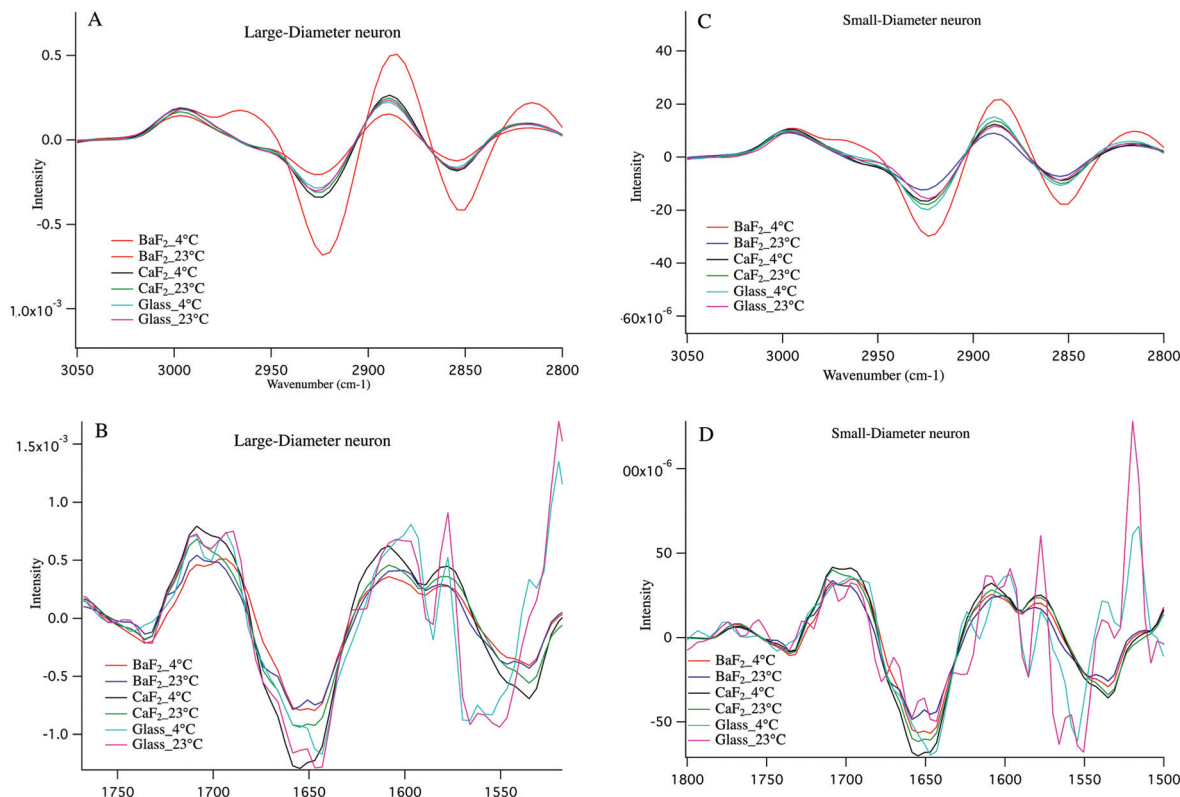 A
Large-Diameter neuron
0.5
0.0
-0.5
1.0x10⁻³
Intensity
BaF₂_4°C
BaF₂_23°C
CaF₂_4°C
CaF₂_23°C
Glass_4°C
Glass_23°C
3050 3000 2950 2900 2850 2800
Wavenumber (cm-1)
C
Small-Diameter neuron
40
20
0
-20
-40
-60x10⁻⁶
Intensity
BaF₂_4°C
BaF₂_23°C
CaF₂_4°C
CaF₂_23°C
Glass_4°C
Glass_23°C
3050 3000 2950 2900 2850 2800
Wavenumber (cm-1)
B
Large-Diameter neuron
1.5x10⁻³
1.0
0.5
0.0
-0.5
-1.0
Intensity
BaF₂_4°C
BaF₂_23°C
CaF₂_4°C
CaF₂_23°C
Glass_4°C
Glass_23°C
1750 1700 1650 1600 1550
D
Small-Diameter neuron
00x10⁻⁶
50
0
-50
Intensity
BaF₂_4°C
BaF₂_23°C
CaF₂_4°C
CaF₂_23°C
Glass_4°C
Glass_23°C
1800 1750 1700 1650 1600 1550 1500